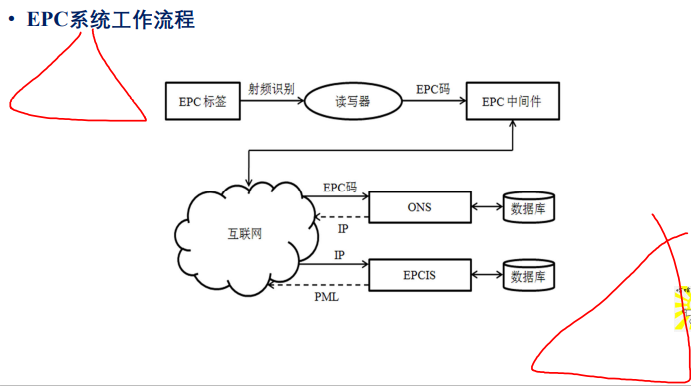 • EPC系统工作流程
射频识别 EPC码
EPC 标签 读写器 EPC 中间件
EPC码
ONS 数据库
互联网 IP
IP
EPCIS 数据库
PML